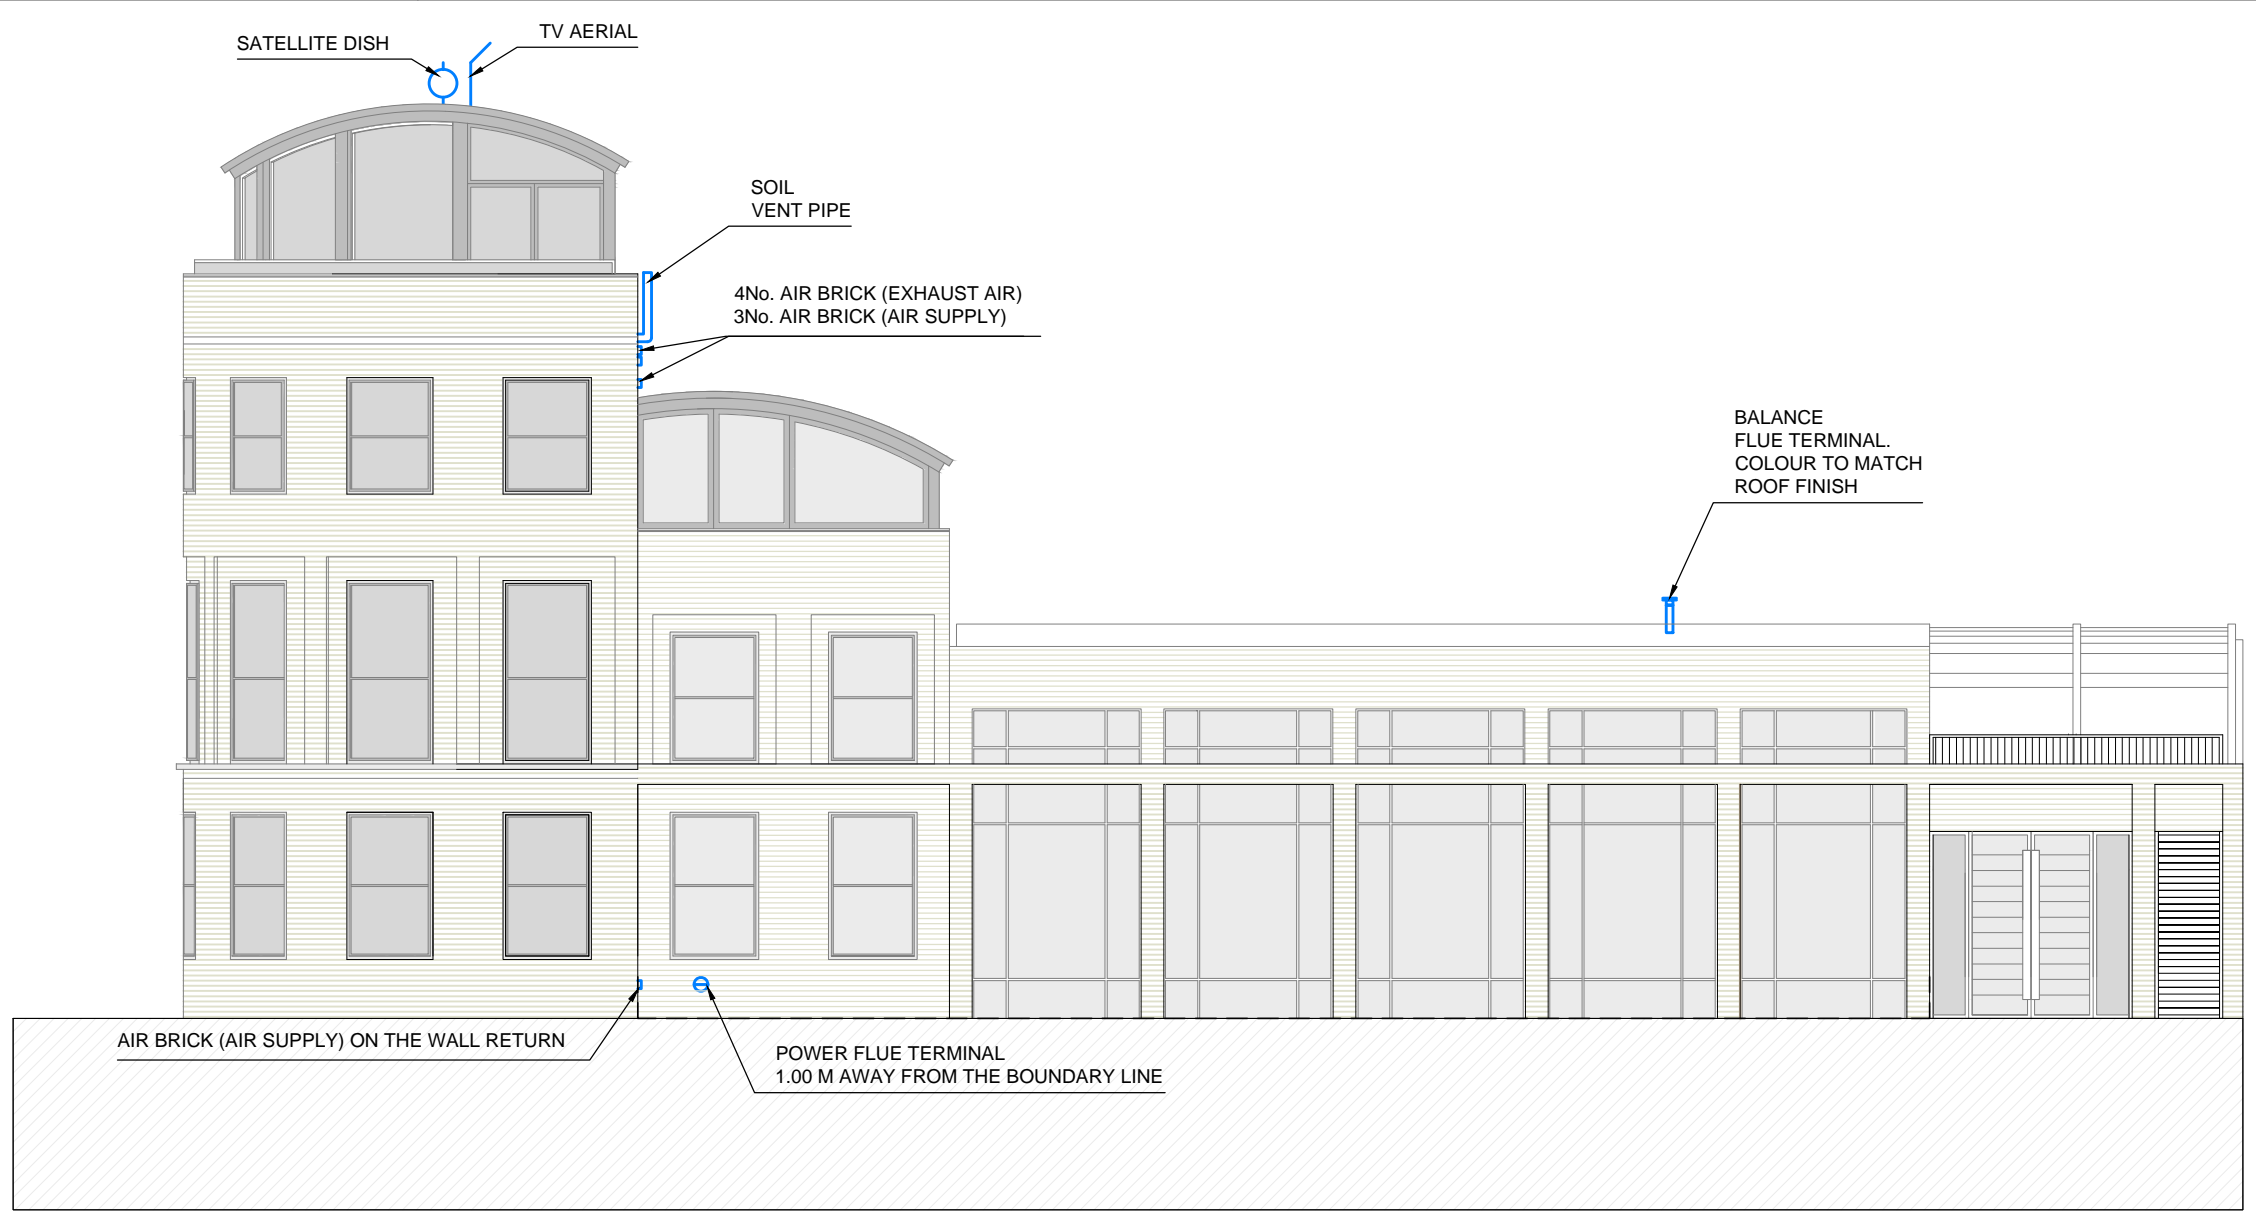 SATELLITE DISH
TV AERIAL
SOIL
VENT PIPE
4No. AIR BRICK (EXHAUST AIR)
3No. AIR BRICK (AIR SUPPLY)
BALANCE
FLUE TERMINAL.
COLOUR TO MATCH
ROOF FINISH
AIR BRICK (AIR SUPPLY) ON THE WALL RETURN
POWER FLUE TERMINAL
1.00 M AWAY FROM THE BOUNDARY LINE